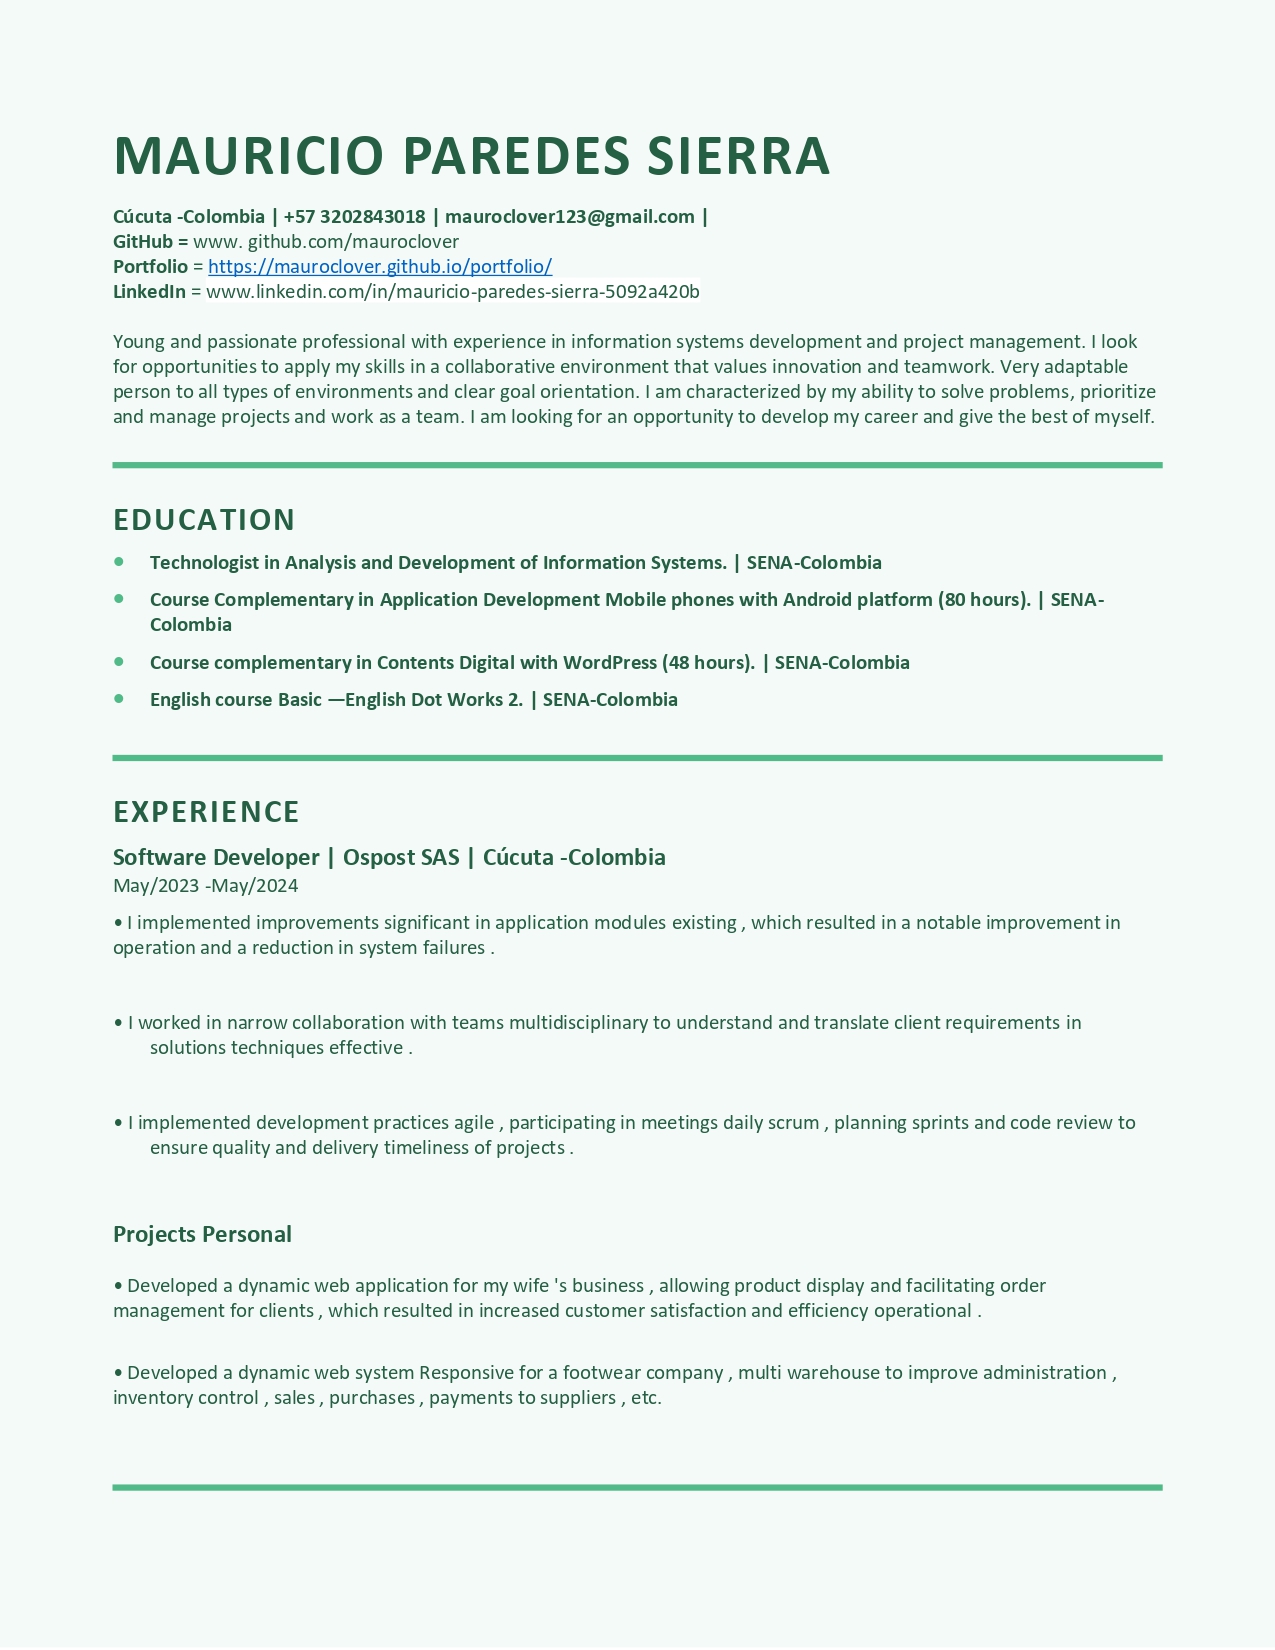 MAURICIO PAREDES SIERRA
Cúcuta -Colombia | +57 3202843018 | mauroclover123@gmail.com |
GitHub = www. github.com/mauroclover
Portfolio = https://mauroclover.github.io/portfolio/
LinkedIn = www.linkedin.com/in/mauricio-paredes-sierra-5092a420b
Young and passionate professional with experience in information systems development and project management. I look
for opportunities to apply my skills in a collaborative environment that values innovation and teamwork. Very adaptable
person to all types of environments and clear goal orientation. I am characterized by my ability to solve problems, prioritize
and manage projects and work as a team. I am looking for an opportunity to develop my career and give the best of myself.
EDUCATION
• Technologist in Analysis and Development of Information Systems. | SENA-Colombia
• Course Complementary in Application Development Mobile phones with Android platform (80 hours). | SENA-
Colombia
• Course complementary in Contents Digital with WordPress (48 hours). | SENA-Colombia
• English course Basic —English Dot Works 2. | SENA-Colombia
EXPERIENCE
Software Developer | Ospost SAS | Cúcuta -Colombia
May/2023 -May/2024
• I implemented improvements significant in application modules existing , which resulted in a notable improvement in
operation and a reduction in system failures .
• I worked in narrow collaboration with teams multidisciplinary to understand and translate client requirements in
solutions techniques effective .
• I implemented development practices agile , participating in meetings daily scrum , planning sprints and code review to
ensure quality and delivery timeliness of projects .
Projects Personal
• Developed a dynamic web application for my wife 's business , allowing product display and facilitating order
management for clients , which resulted in increased customer satisfaction and efficiency operational .
• Developed a dynamic web system Responsive for a footwear company , multi warehouse to improve administration ,
inventory control , sales , purchases , payments to suppliers , etc.